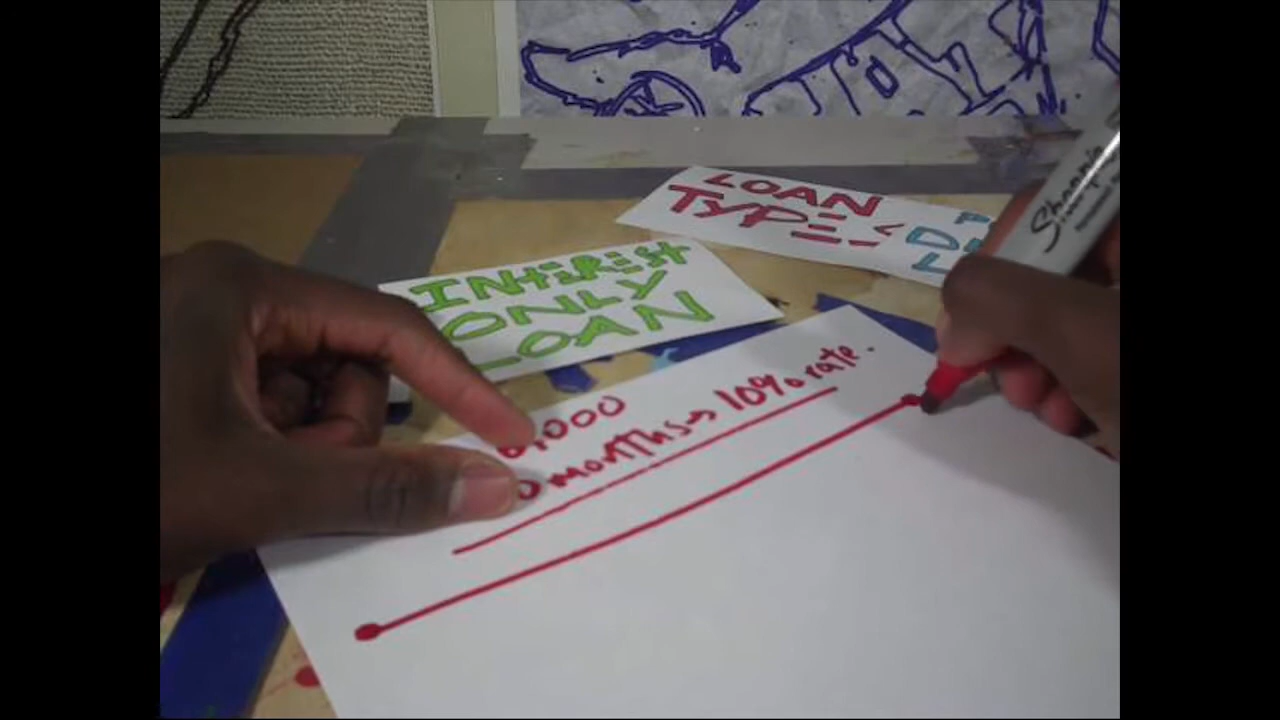 LOAN
TYPE:
INTEREST
ONLY
LOAN
Sharpie
,000
months→ 10% rate.